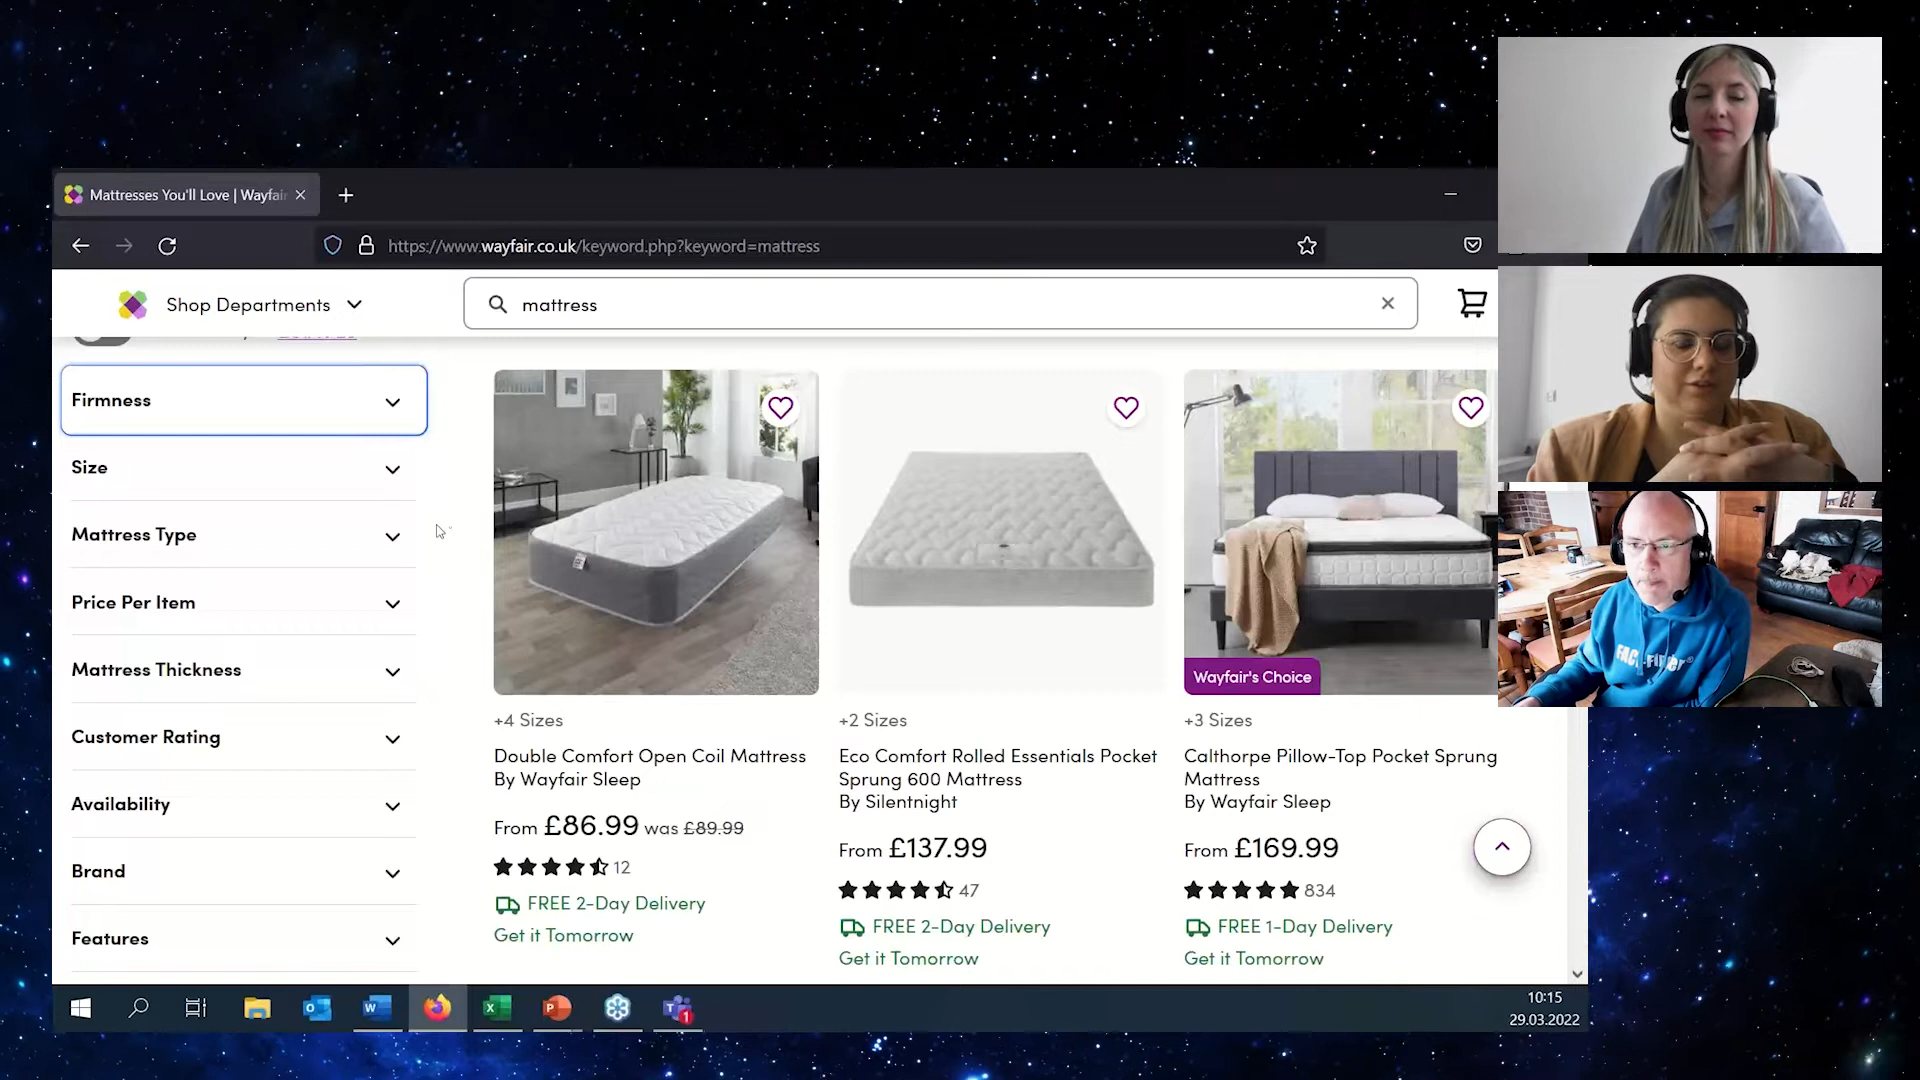 Mattresses You'll Love | Wayfair
https://www.wayfair.co.uk/keyword.php?keyword=mattress
Shop Departments
mattress
Firmness
Size
Mattress Type
Price Per Item
Mattress Thickness
Customer Rating
Availability
Brand
Features
+4 Sizes
Double Comfort Open Coil Mattress
By Wayfair Sleep
From £86.99 was £89.99
12
FREE 2-Day Delivery
Get it Tomorrow
+2 Sizes
Eco Comfort Rolled Essentials Pocket
Sprung 600 Mattress
By Silentnight
From £137.99
47
FREE 2-Day Delivery
Get it Tomorrow
Wayfair's Choice
+3 Sizes
Calthorpe Pillow-Top Pocket Sprung
Mattress
By Wayfair Sleep
From £169.99
834
FREE 1-Day Delivery
Get it Tomorrow
10:15
29.03.2022
1